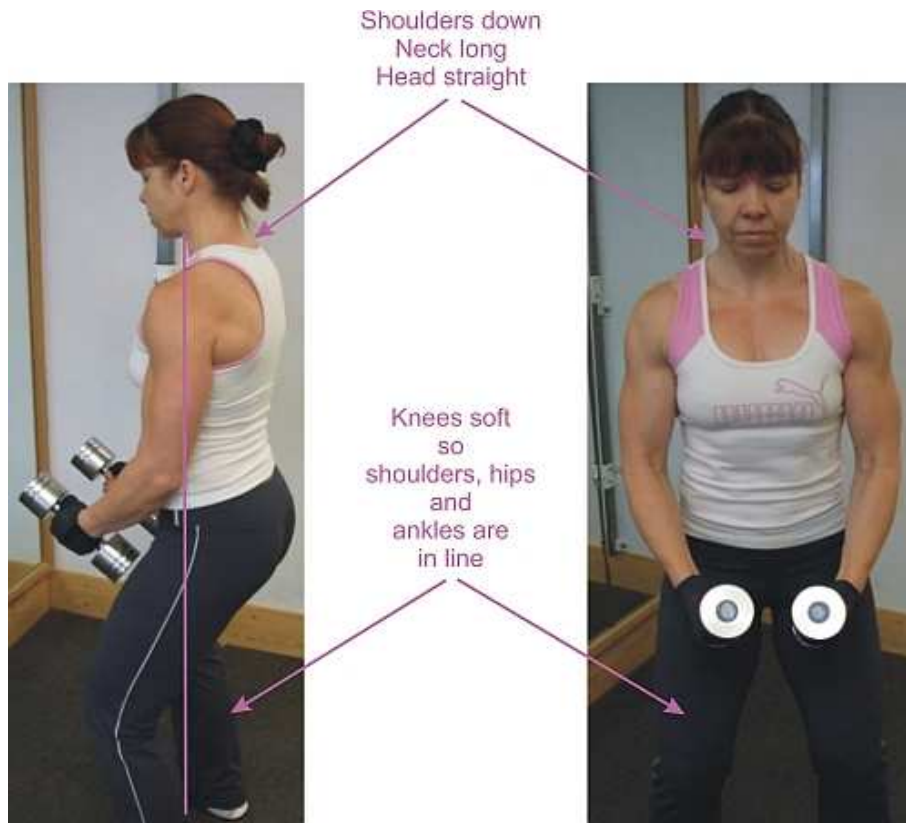 Shoulders down
Neck long
Head straight
Knees soft
so
shoulders, hips
and
ankles are
in line